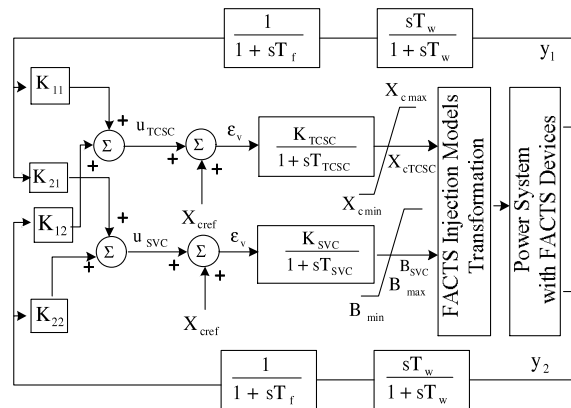 1
1 + sT_f
sT_w
1 + sT_w
y_1
K_11
K_21
K_12
K_22
+
+
Σ
u_TCSC
+
+
Σ
ε_v
X_cref
K_TCSC
1 + sT_TCSC
X_c max
X_cTCSC
X_c min
+
+
Σ
u_SVC
+
+
Σ
ε_v
X_cref
K_SVC
1 + sT_SVC
B_SVC
B_max
B_min
FACTS Injection Models
Transformation
Power System
with FACTS Devices
1
1 + sT_f
sT_w
1 + sT_w
y_2